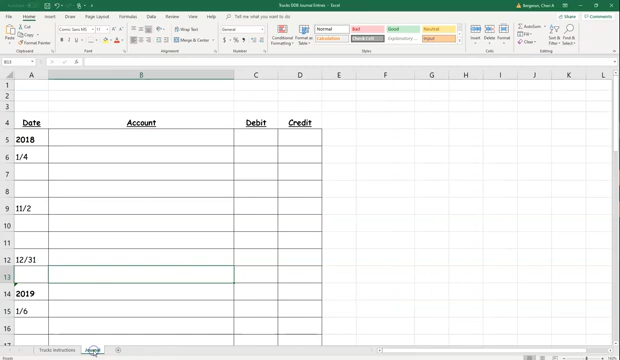 Trucks DDB Journal Entries - Excel
File Home Insert Draw Page Layout Formulas Data Review View Help Tell me what you want to do
Share Comments
Paste
Cut
Copy
Format Painter
Clipboard
Comic Sans MS 11
B I U
Font
Wrap Text
Merge & Center
Alignment
General
$ % ,
Number
Conditional Formatting
Format as Table
Normal Bad Good Neutral
Calculation Check Cell Explanatory ... Input
Styles
Insert Delete Format
Cells
AutoSum
Fill
Clear
Sort & Filter
Find & Select
Editing
B13
A B C D E F G H I J K L
1
2
3
4 Date Account Debit Credit
5 2018
6 1/4
7
8
9 11/2
10
11
12 12/31
13
14 2019
15 1/6
16
17
Trucks Instructions Journal